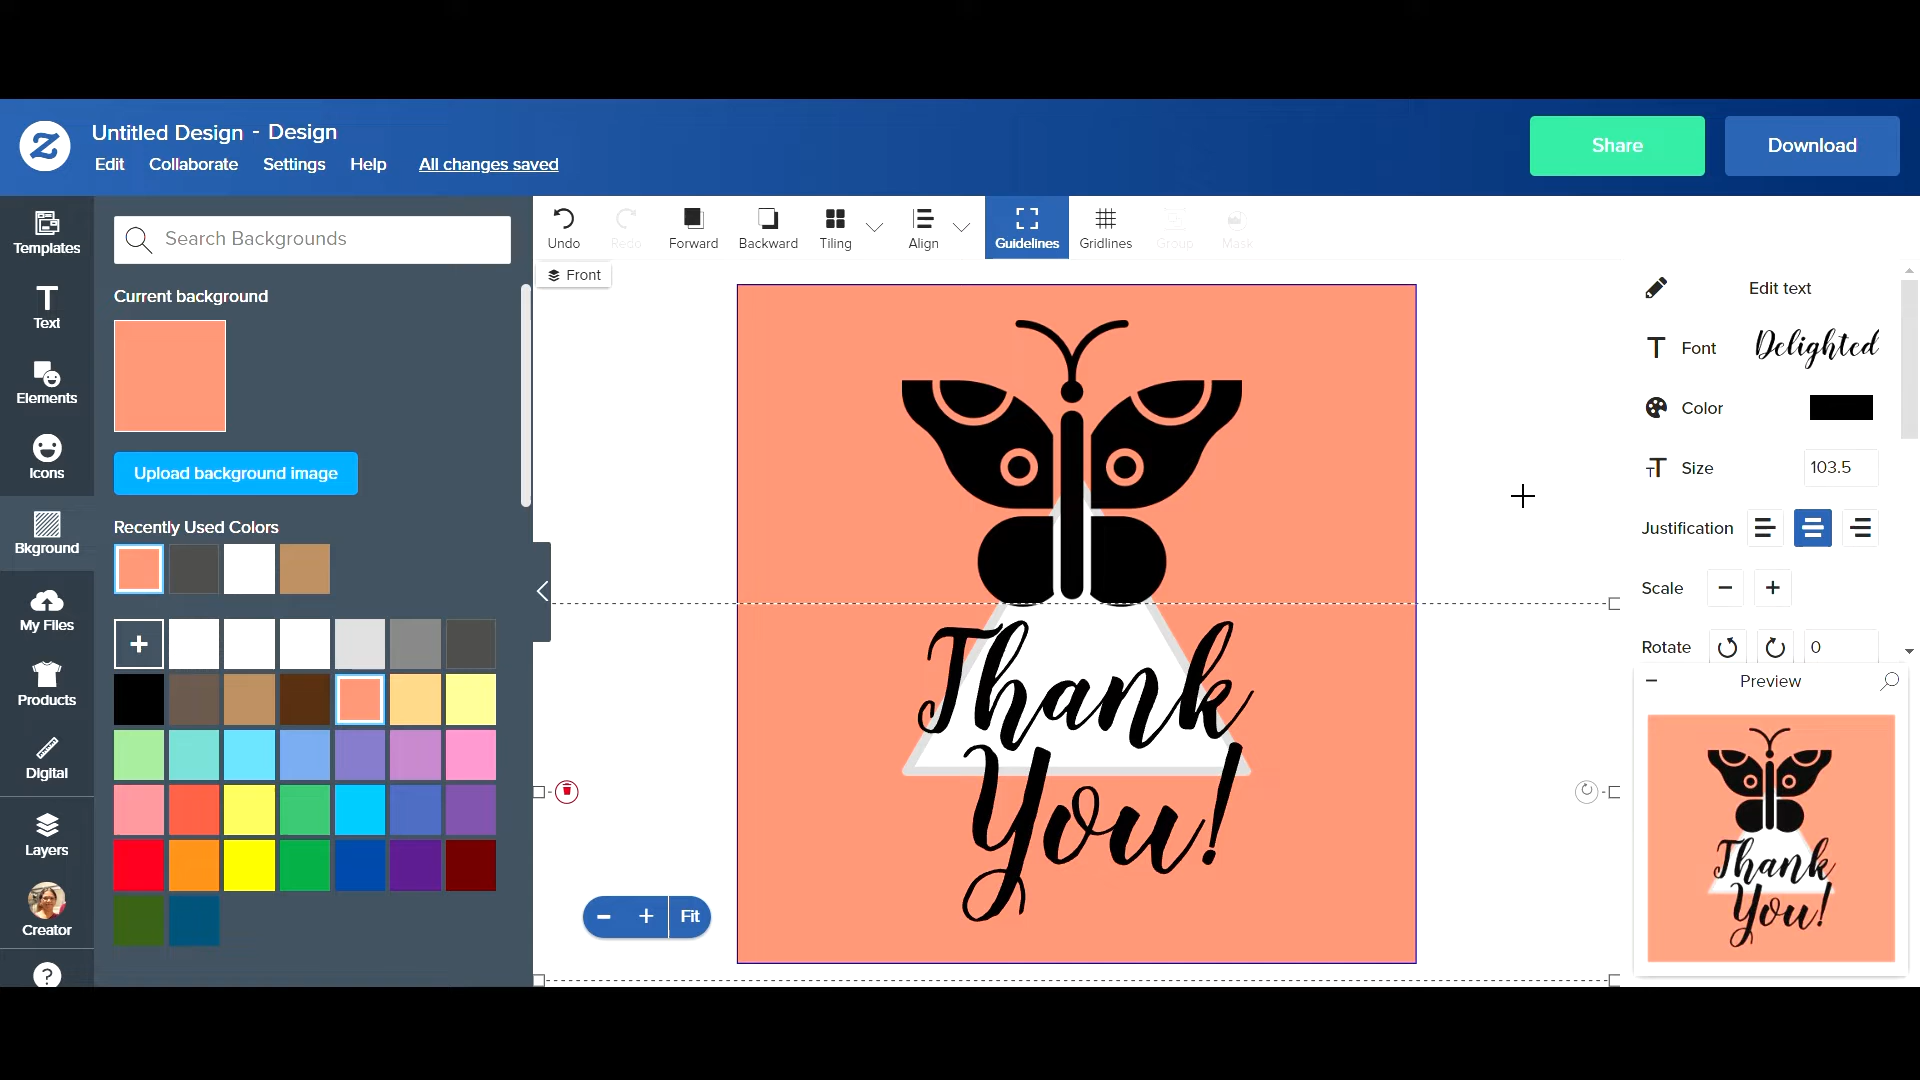 Untitled Design - Design
Edit Collaborate Settings Help All changes saved
Share
Download
Templates
Text
Elements
Icons
Bkground
My Files
Products
Digital
Layers
Creator
?
Search Backgrounds
Current background
Upload background image
Recently Used Colors
Undo Redo Forward Backward Tiling Align Guidelines Gridlines Group Mask
Front
Thank
You!
Fit
Edit text
Font Delighted
Color
Size 103.5
Justification
Scale
Rotate 0
Preview
Thank
You!